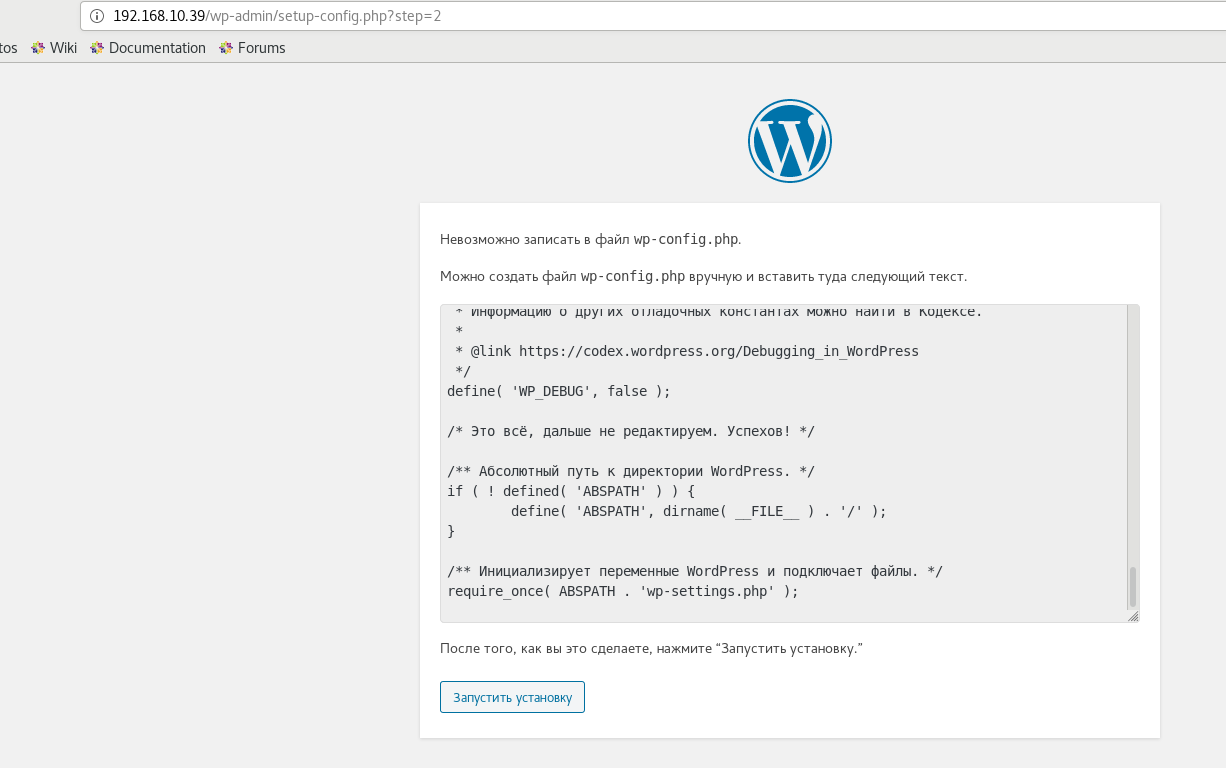 192.168.10.39/wp-admin/setup-config.php?step=2
tos Wiki Documentation Forums
Невозможно записать в файл wp-config.php.
Можно создать файл wp-config.php вручную и вставить туда следующий текст.
* Информацию о других отладочных константах можно найти в Кодексе.
*
* @link https://codex.wordpress.org/Debugging_in_WordPress
*/
define( 'WP_DEBUG', false );
/* Это всё, дальше не редактируем. Успехов! */
/** Абсолютный путь к директории WordPress. */
if ( ! defined( 'ABSPATH' ) ) {
define( 'ABSPATH', dirname( __FILE__ ) . '/' );
}
/** Инициализирует переменные WordPress и подключает файлы. */
require_once( ABSPATH . 'wp-settings.php' );
После того, как вы это сделаете, нажмите “Запустить установку.”
Запустить установку